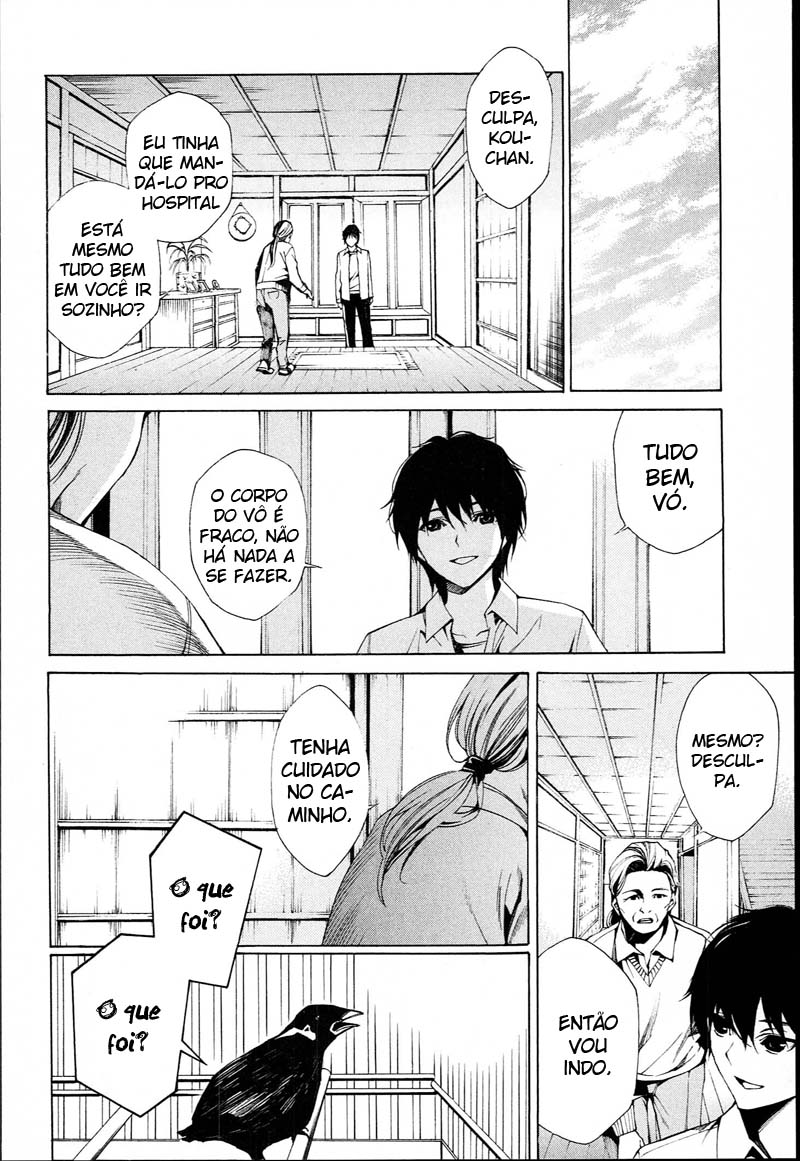 DES-
CULPA,
KOU-
CHAN.
EU TINHA
QUE MAN-
DÁ-LO PRO
HOSPITAL
ESTÁ
MESMO
TUDO BEM
EM VOCÊ IR
SOZINHO?
TUDO
BEM,
VÓ.
O CORPO
DO VÔ É
FRACO, NÃO
HÁ NADA A
SE FAZER.
MESMO?
DESCUL-
PA.
ENTÃO
VOU
INDO.
TENHA
CUIDADO
NO CA-
MINHO.
O que
foi?
O que
foi?